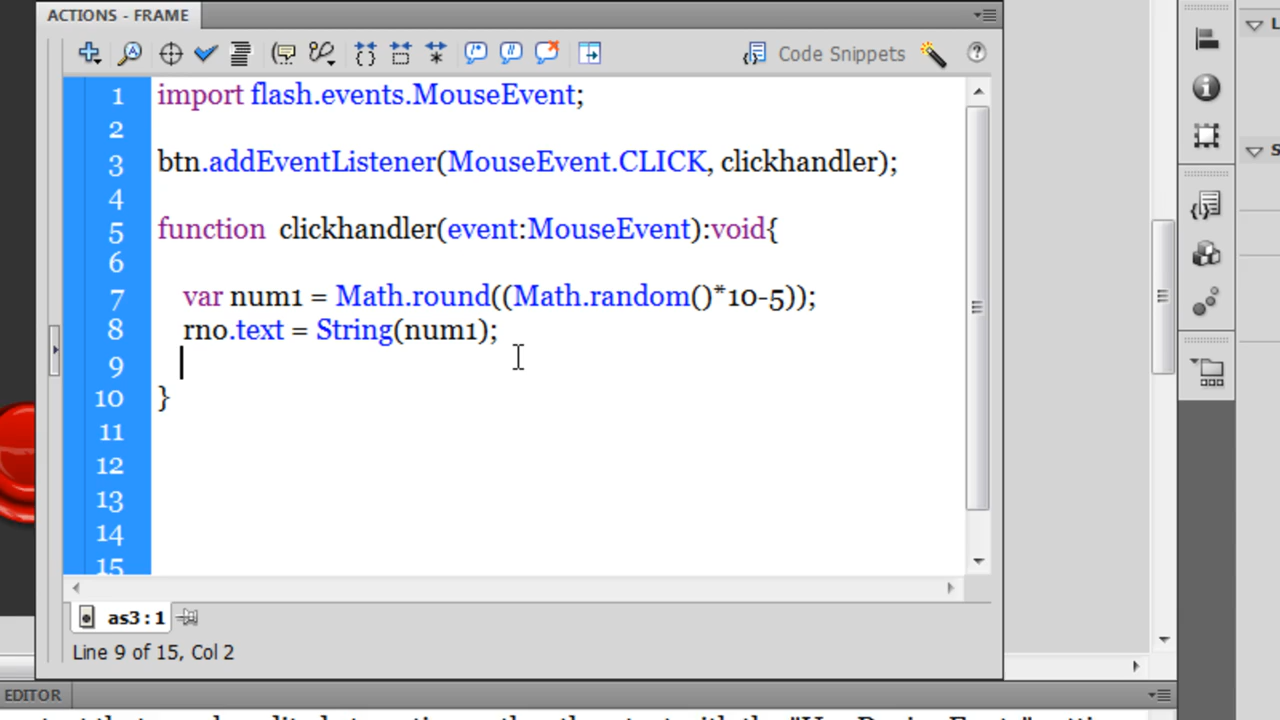 ACTIONS - FRAME
Code Snippets
1 import flash.events.MouseEvent;
2
3 btn.addEventListener(MouseEvent.CLICK, clickhandler);
4
5 function  clickhandler(event:MouseEvent):void{
6
7 var num1 = Math.round((Math.random()*10-5));
8 rno.text = String(num1);
9
10 }
11
12
13
14
15
as3:1
Line 9 of 15, Col 2
EDITOR